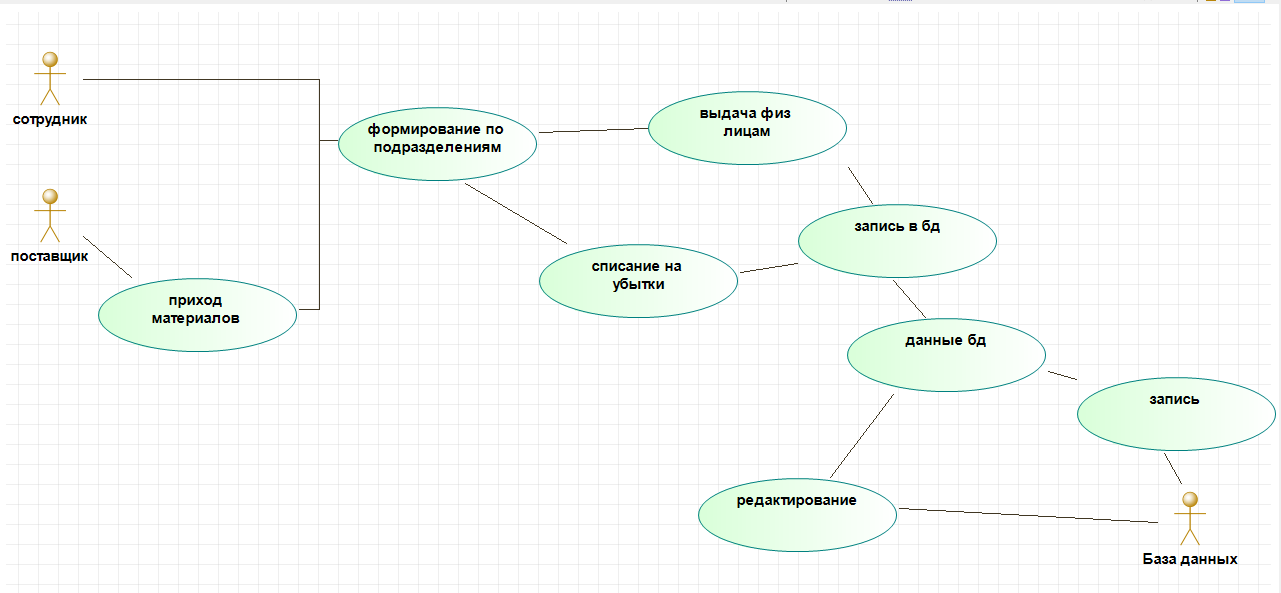 сотрудник
формирование по
подразделениям
выдача физ
лицам
поставщик
запись в бд
списание на
убытки
приход
материалов
данные бд
запись
редактирование
База данных